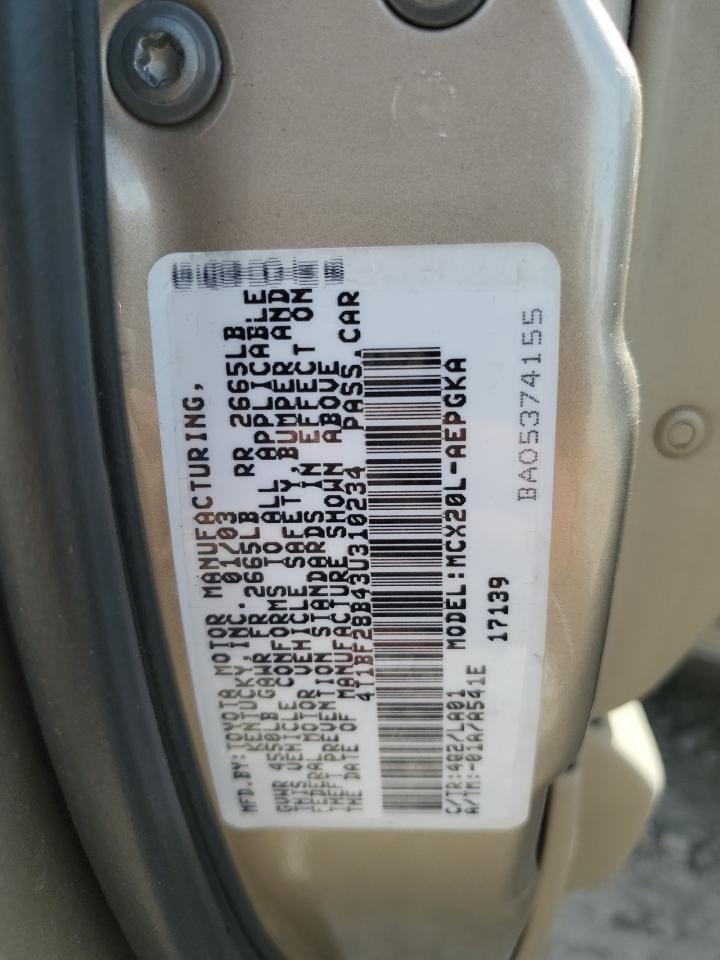 MFD.BY:TOYOTA MOTOR MANUFACTURING,
KENTUCKY,INC. 01/03
GVWR 4550LB GAWR FR 2665LB RR 2665LB
THIS VEHICLE CONFORMS TO ALL APPLICABLE
FEDERAL MOTOR VEHICLE SAFETY,BUMPER,AND
THEFT PREVENTION STANDARDS IN EFFECT ON
THE DATE OF MANUFACTURE SHOWN ABOVE.
4T1BF28B43U310234 PASS.CAR
C/TR:4Q2/LA01 MODEL:MCX20L-AEPGKA
A/TM:-01A/A541E 17139
BA05374155